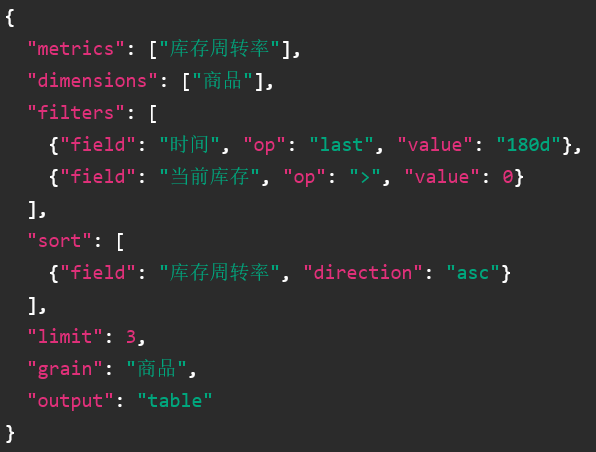 {
  "metrics": ["库存周转率"],
  "dimensions": ["商品"],
  "filters": [
    {"field": "时间", "op": "last", "value": "180d"},
    {"field": "当前库存", "op": ">", "value": 0}
  ],
  "sort": [
    {"field": "库存周转率", "direction": "asc"}
  ],
  "limit": 3,
  "grain": "商品",
  "output": "table"
}